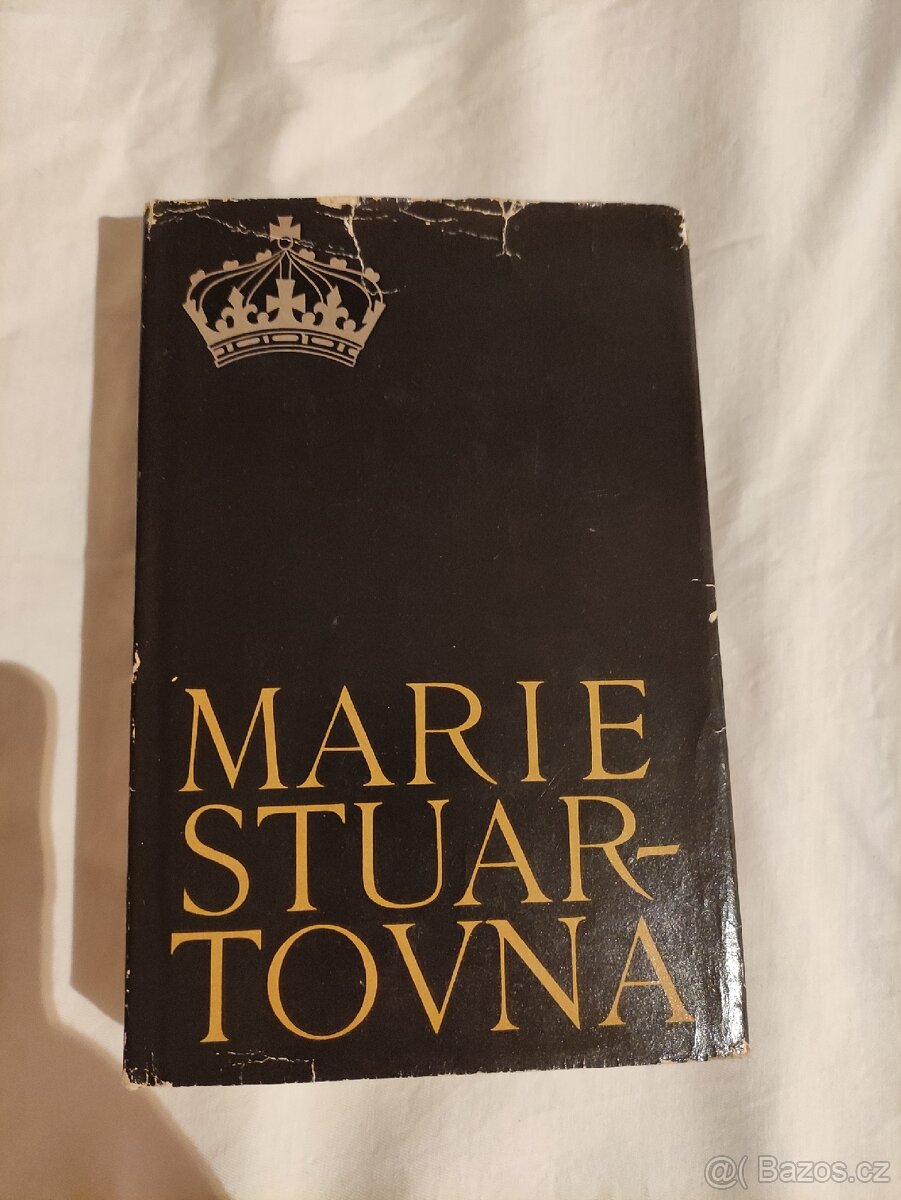 MARIE
STUAR-
TOVNA
@( Bazos.cz